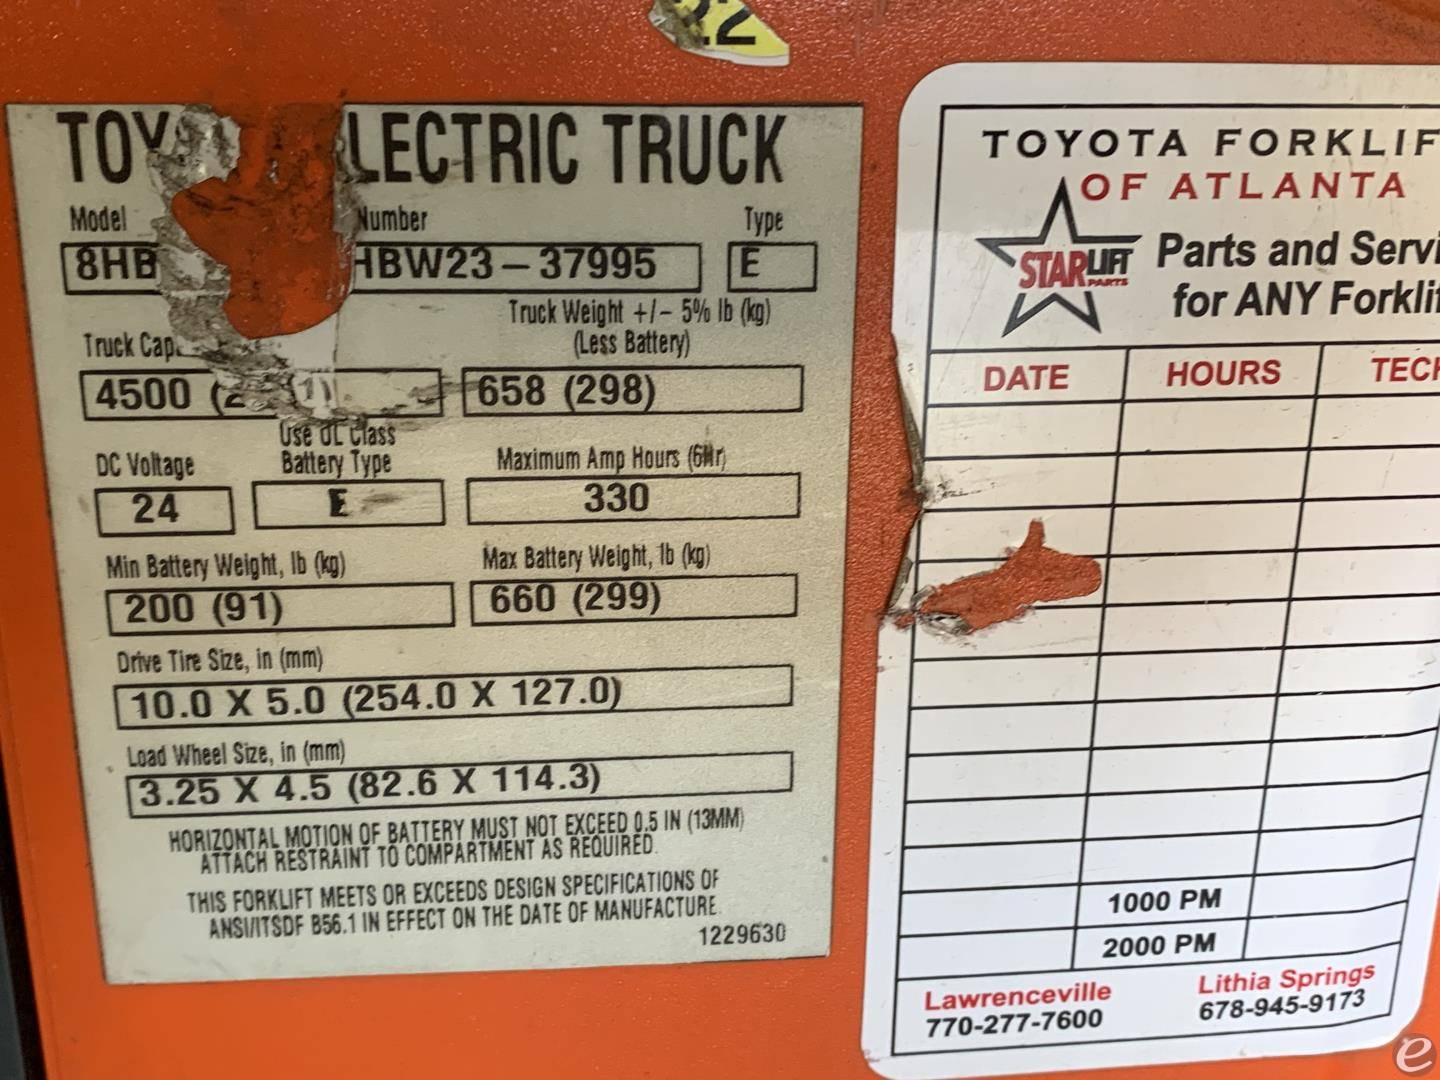 .2
TOY LECTRIC TRUCK
Model Number Type
8HB HBW23-37995 E
Truck Weight +/- 5% lb (kg)
Truck Cap. (Less Battery)
4500 (2 1) 658 (298)
Use UL Class
DC Voltage Battery Type Maximum Amp Hours (6Hr)
24 E 330
Min Battery Weight, lb (kg) Max Battery Weight, lb (kg)
200 (91) 660 (299)
Drive Tire Size, in (mm)
10.0 X 5.0 (254.0 X 127.0)
Load Wheel Size, in (mm)
3.25 X 4.5 (82.6 X 114.3)
HORIZONTAL MOTION OF BATTERY MUST NOT EXCEED 0.5 IN (13MM)
ATTACH RESTRAINT TO COMPARTMENT AS REQUIRED.
THIS FORKLIFT MEETS OR EXCEEDS DESIGN SPECIFICATIONS OF
ANSI/ITSDF B56.1 IN EFFECT ON THE DATE OF MANUFACTURE.
1229630
TOYOTA FORKLIF
OF ATLANTA
STARLIFT
PARTS
Parts and Servi
for ANY Forklif
DATE HOURS TECH
1000 PM
2000 PM
Lawrenceville Lithia Springs
770-277-7600 678-945-9173
e